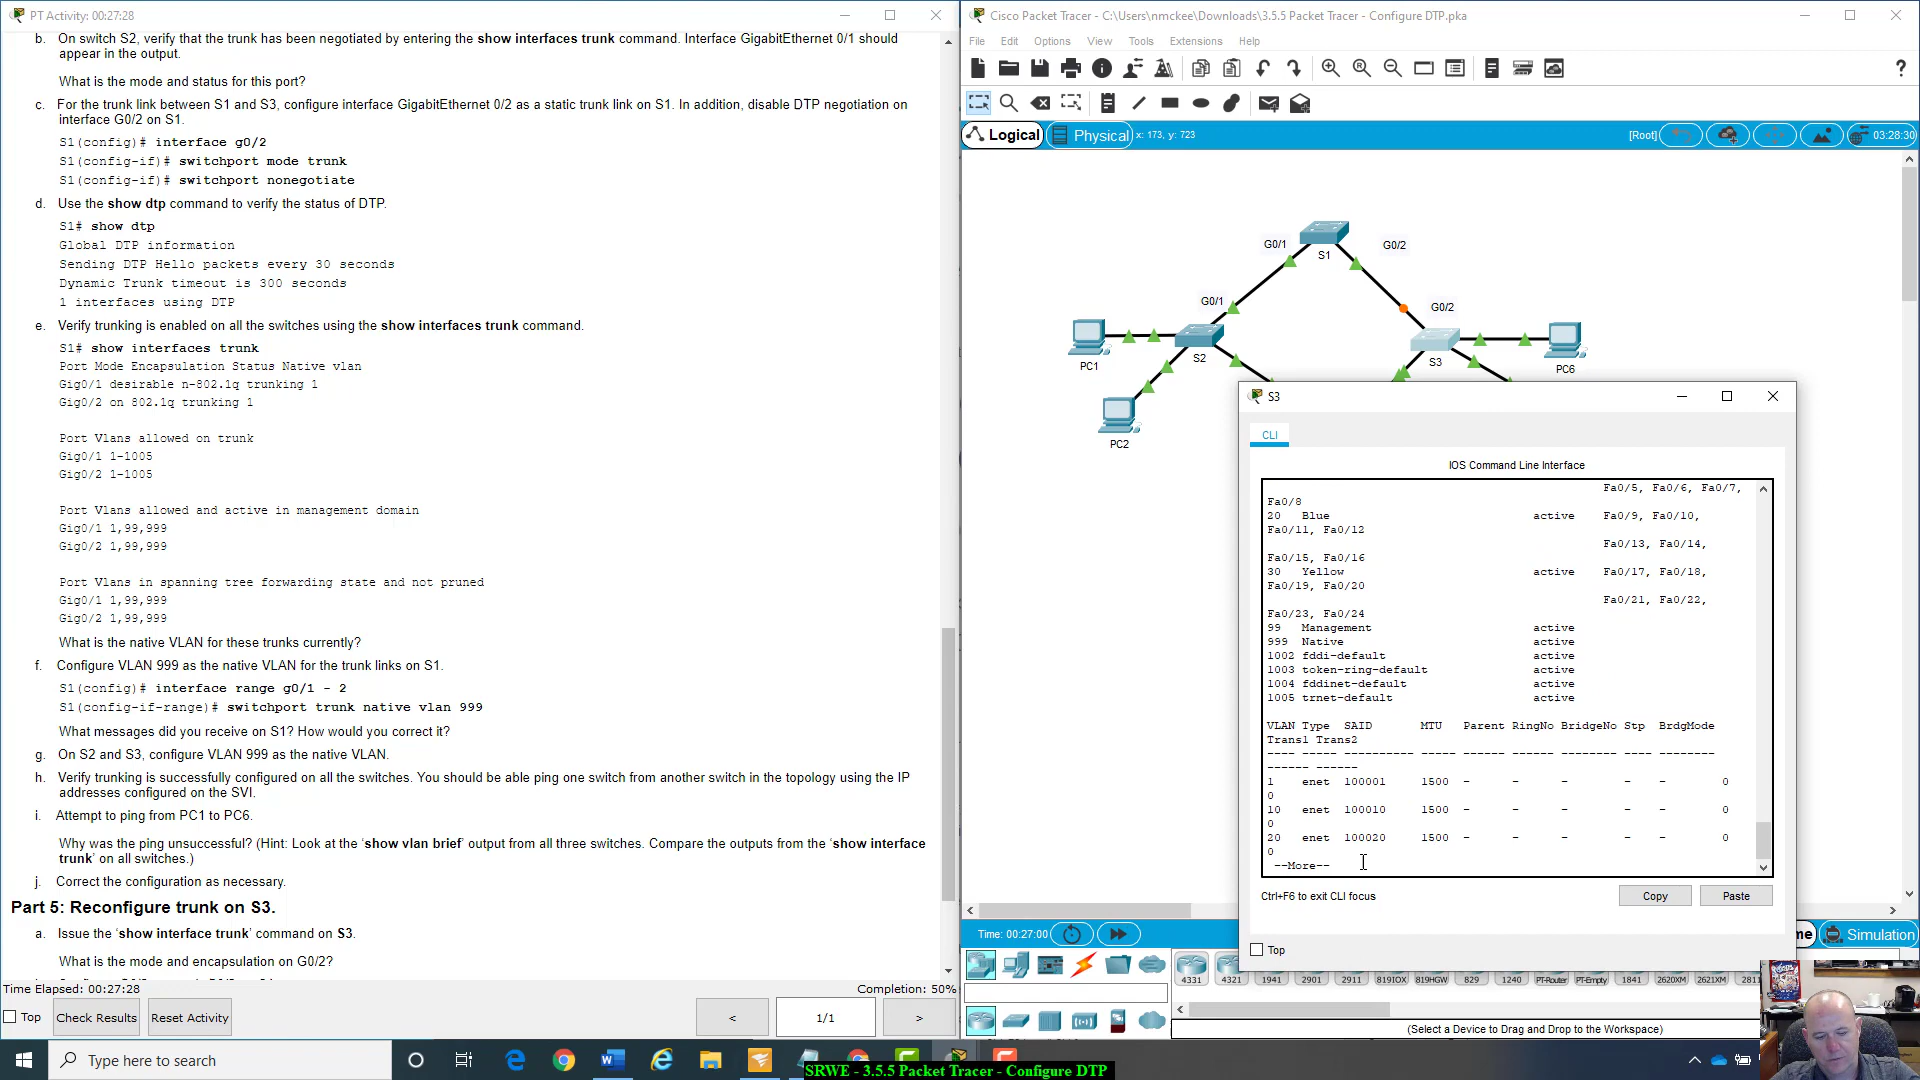 PT Activity: 00:27:28
b. On switch S2, verify that the trunk has been negotiated by entering the show interfaces trunk command. Interface GigabitEthernet 0/1 should
appear in the output.
What is the mode and status for this port?
c. For the trunk link between S1 and S3, configure interface GigabitEthernet 0/2 as a static trunk link on S1. In addition, disable DTP negotiation on
interface G0/2 on S1.
S1(config)# interface g0/2
S1(config-if)# switchport mode trunk
S1(config-if)# switchport nonegotiate
d. Use the show dtp command to verify the status of DTP.
S1# show dtp
Global DTP information
Sending DTP Hello packets every 30 seconds
Dynamic Trunk timeout is 300 seconds
1 interfaces using DTP
e. Verify trunking is enabled on all the switches using the show interfaces trunk command.
S1# show interfaces trunk
Port Mode Encapsulation Status Native vlan
Gig0/1 desirable n-802.1q trunking 1
Gig0/2 on 802.1q trunking 1
Port Vlans allowed on trunk
Gig0/1 1-1005
Gig0/2 1-1005
Port Vlans allowed and active in management domain
Gig0/1 1,99,999
Gig0/2 1,99,999
Port Vlans in spanning tree forwarding state and not pruned
Gig0/1 1,99,999
Gig0/2 1,99,999
What is the native VLAN for these trunks currently?
f. Configure VLAN 999 as the native VLAN for the trunk links on S1.
S1(config)# interface range g0/1 - 2
S1(config-if-range)# switchport trunk native vlan 999
What messages did you receive on S1? How would you correct it?
g. On S2 and S3, configure VLAN 999 as the native VLAN.
h. Verify trunking is successfully configured on all the switches. You should be able ping one switch from another switch in the topology using the IP
addresses configured on the SVI.
i. Attempt to ping from PC1 to PC6.
Why was the ping unsuccessful? (Hint: Look at the 'show vlan brief' output from all three switches. Compare the outputs from the 'show interface
trunk' on all switches.)
j. Correct the configuration as necessary.
Part 5: Reconfigure trunk on S3.
a. Issue the 'show interface trunk' command on S3.
What is the mode and encapsulation on G0/2?
Time Elapsed: 00:27:28 Completion: 50%
Top Check Results Reset Activity < 1/1 >
Cisco Packet Tracer - C:\Users\nmckee\Downloads\3.5.5 Packet Tracer - Configure DTP.pka
File Edit Options View Tools Extensions Help
?
Logical Physical x: 173, y: 723 [Root] 03:28:30
G0/1 G0/2
S1
G0/1 G0/2
PC1 S2 S3 PC6
PC2
S3
CLI
IOS Command Line Interface
Fa0/5, Fa0/6, Fa0/7,
Fa0/8
20 Blue active Fa0/9, Fa0/10,
Fa0/11, Fa0/12
Fa0/13, Fa0/14,
Fa0/15, Fa0/16
30 Yellow active Fa0/17, Fa0/18,
Fa0/19, Fa0/20
Fa0/21, Fa0/22,
Fa0/23, Fa0/24
99 Management active
999 Native active
1002 fddi-default active
1003 token-ring-default active
1004 fddinet-default active
1005 trnet-default active
VLAN Type SAID MTU Parent RingNo BridgeNo Stp BrdgMode
Trans1 Trans2
---- ----- ---------- ----- ------ ------ -------- ---- --------
------ ------
1 enet 100001 1500 - - - - - 0
0
10 enet 100010 1500 - - - - - 0
0
20 enet 100020 1500 - - - - - 0
0
--More--
Ctrl+F6 to exit CLI focus Copy Paste
Top
Time: 00:27:00 me Simulation
4331 4321 1941 2901 2911 819IOX 819HGW 829 1240 PT-Router PT-Empty 1841 2620XM 2621XM 2811
(Select a Device to Drag and Drop to the Workspace)
Type here to search
SRWE - 3.5.5 Packet Tracer - Configure DTP